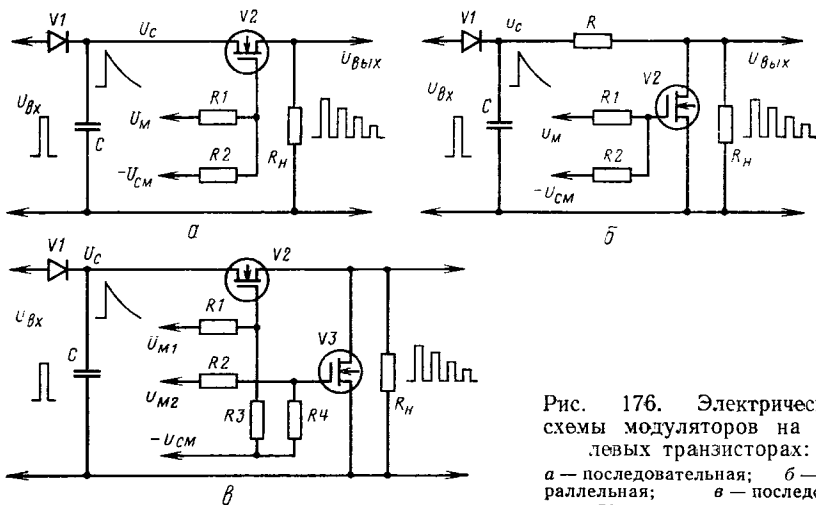 V1
U_c
V2
U_вых
U_вх
C
U_м
R1
R2
-U_см
R_н
а
V1
u_c
R
U_вых
U_вх
C
V2
R1
u_м
R2
-U_см
R_н
б
V1
U_c
V2
U_вх
C
R1
U_м1
R2
U_м2
V3
R3
R4
-U_см
R_н
в
Рис. 176. Электричес
схемы модуляторов на
левых транзисторах:
а — последовательная; б —
раллельная; в — последо